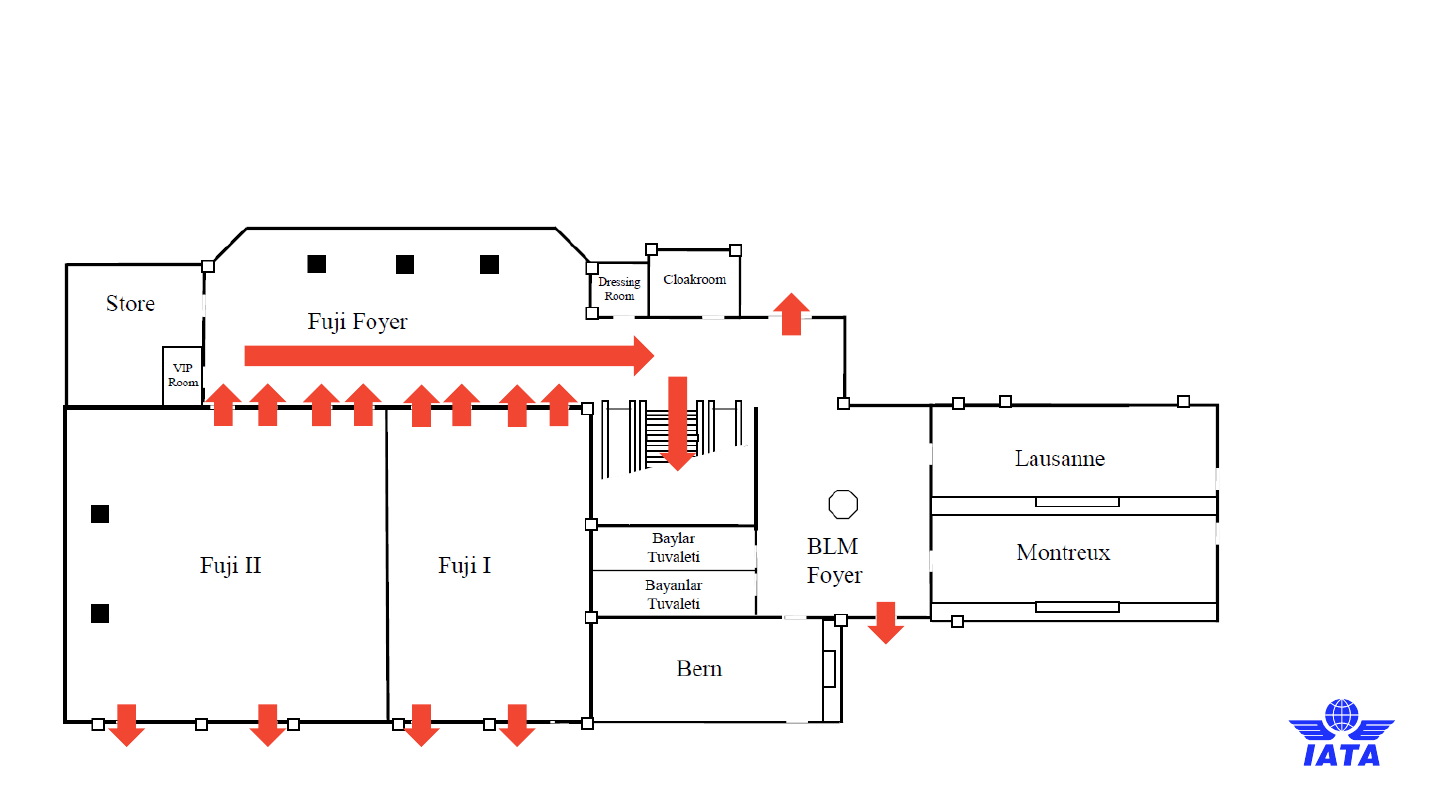 Store
Fuji Foyer
Dressing
Room
Cloakroom
VIP
Room
Lausanne
Fuji II
Fuji I
Baylar
Tuvaleti
Bayanlar
Tuvaleti
BLM
Foyer
Montreux
Bern
IATA